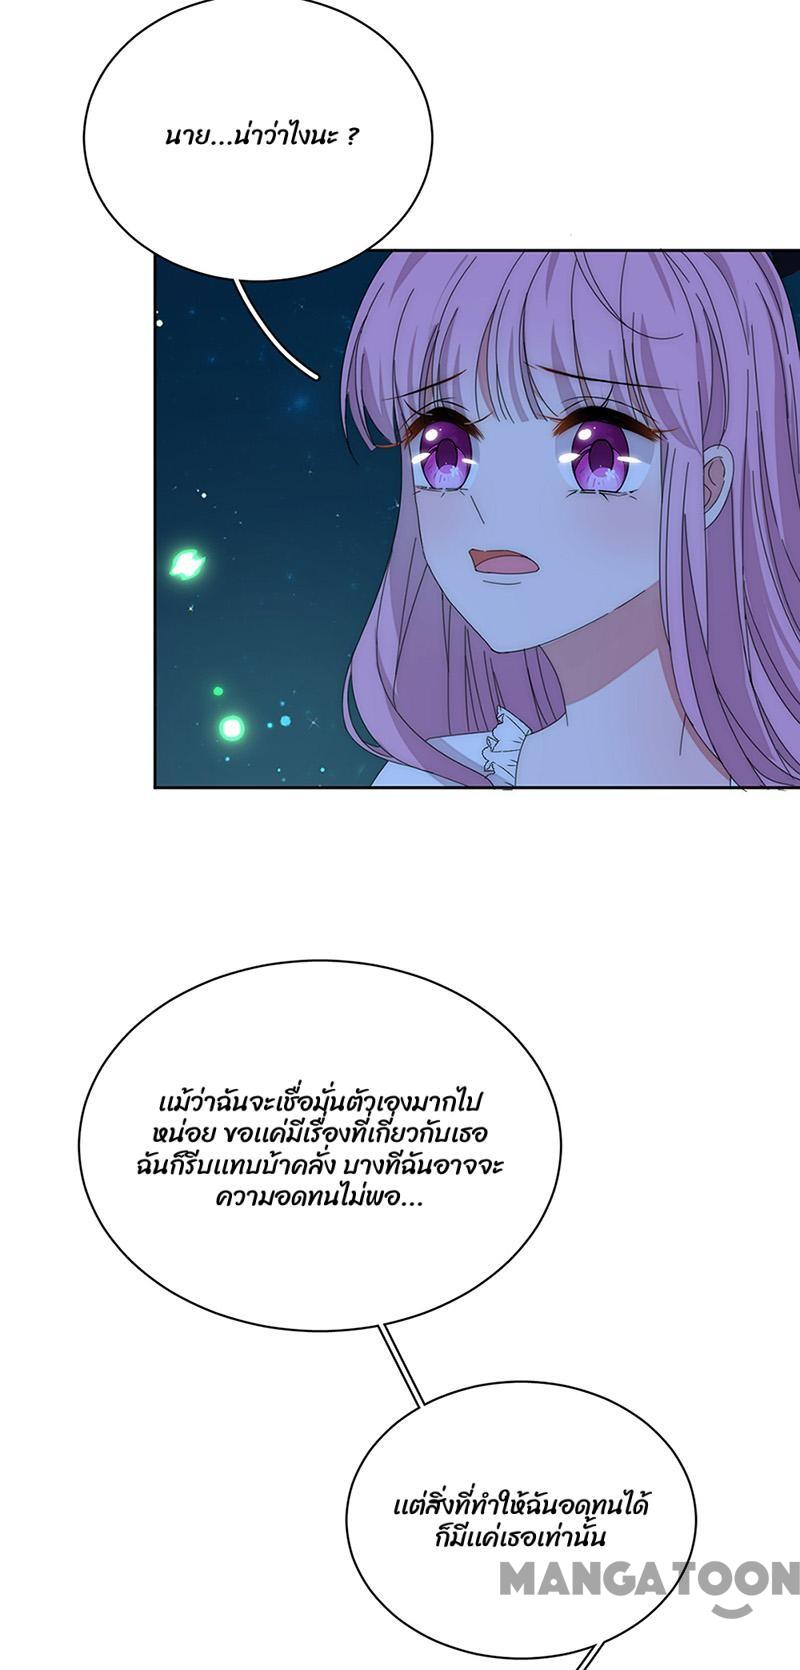 นาย...น่าว่าไงนะ ?
แม้ว่าฉันจะเชื่อมั่นตัวเองมากไป
หน่อย ขอแค่มีเรื่องที่เกี่ยวกับเธอ
ฉันก็รีบแทบบ้าคลั่ง บางทีฉันอาจจะ
ความอดทนไม่พอ...
แต่สิ่งที่ทำให้ฉันอดทนได้
ก็มีแค่เธอเท่านั้น
MANGATOON